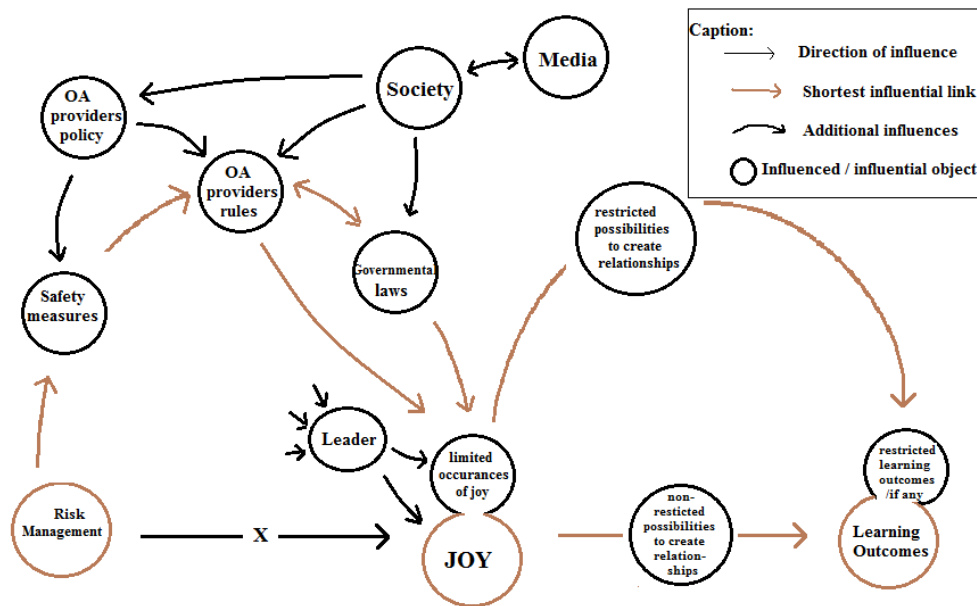 Caption:
Direction of influence
Shortest influential link
Additional influences
Influenced / influential object
Media
Society
OA
providers
policy
OA
providers
rules
restricted
possibilities
to create
relationships
Governmental
laws
Safety
measures
Leader
limited
occurances
of joy
restricted
learning
outcomes
/if any
Risk
Management
X
JOY
non-
resticted
possibilities
to create
relation-
ships
Learning
Outcomes